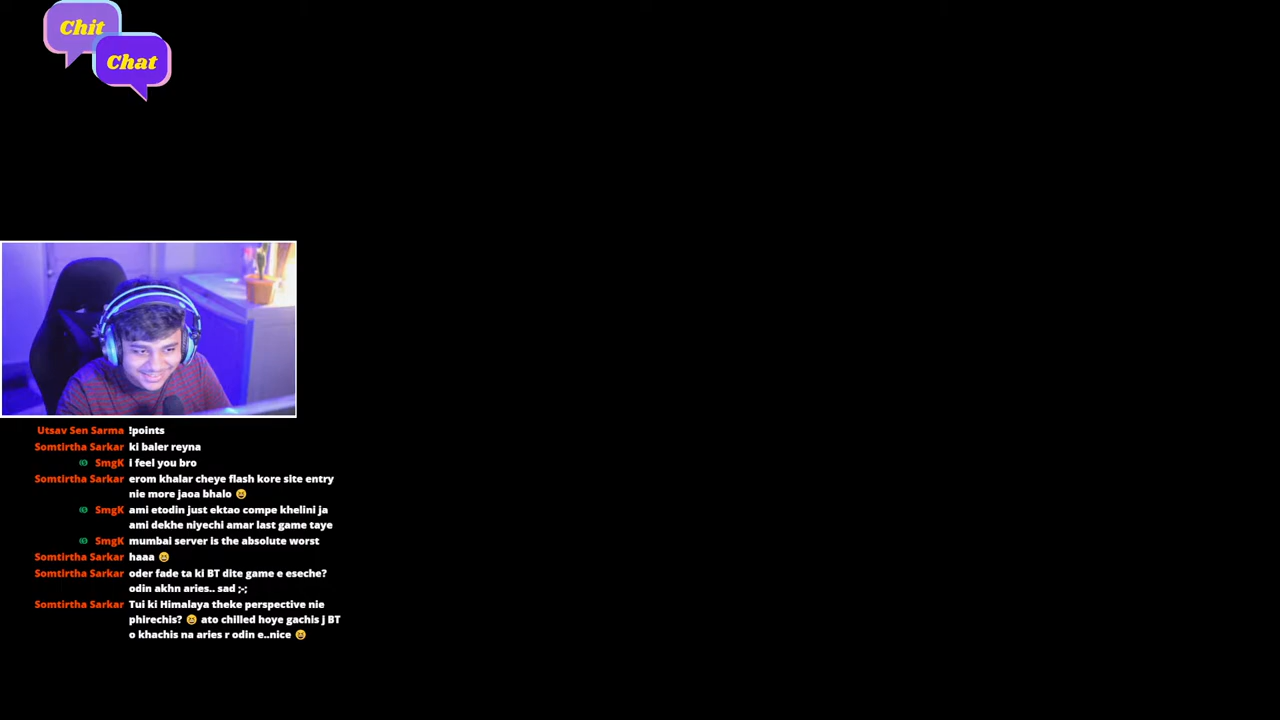 Chit
Chat
Utsav Sen Sarma !points
Somtirtha Sarkar ki baler reyna
SmgK i feel you bro
Somtirtha Sarkar erom khalar cheye flash kore site entry
nie more jaoa bhalo 😆
SmgK ami etodin just ektao compe khelini ja
ami dekhe niyechi amar last game taye
SmgK mumbai server is the absolute worst
Somtirtha Sarkar haaa 😆
Somtirtha Sarkar oder fade ta ki BT dite game e eseche?
odin akhn aries.. sad ;-;
Somtirtha Sarkar Tui ki Himalaya theke perspective nie
phirechis? 😆 ato chilled hoye gachis j BT
o khachis na aries r odin e..nice 😆